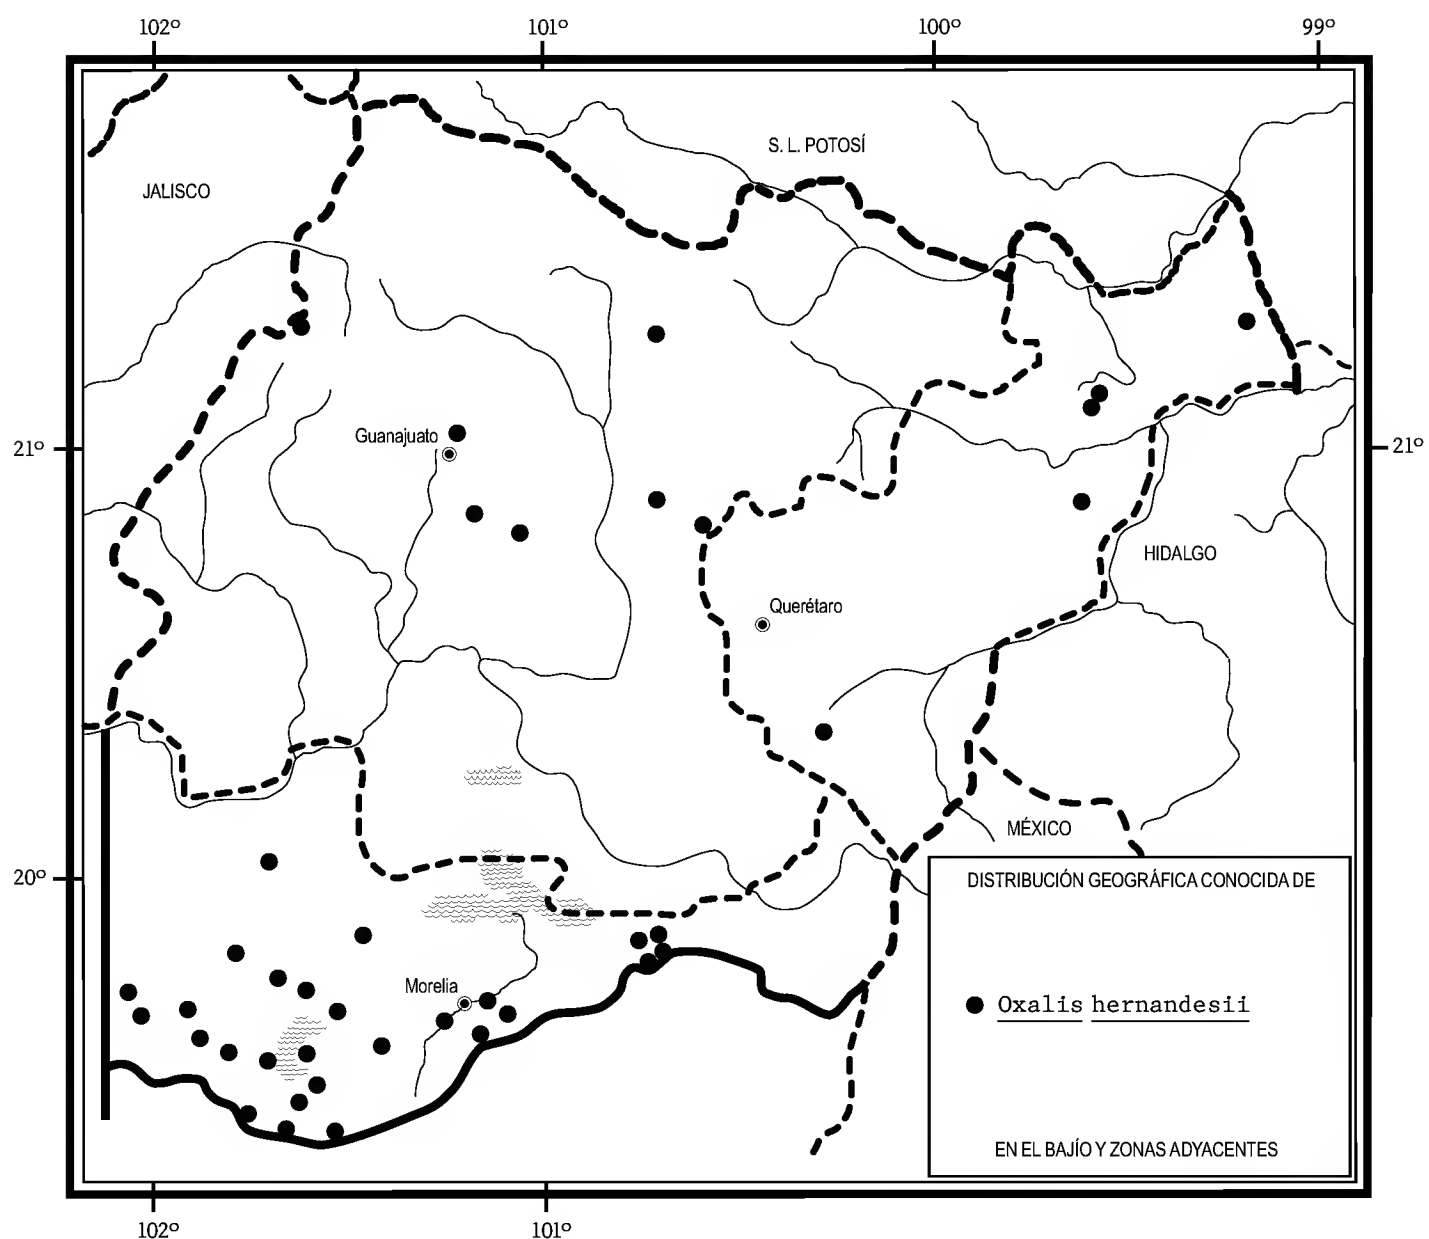 102º 101º 100º 99º
S. L. POTOSÍ
JALISCO
Guanajuato
21º 21º
HIDALGO
Querétaro
MÉXICO
20º
DISTRIBUCIÓN GEOGRÁFICA CONOCIDA DE
Morelia
Oxalis hernandesii
EN EL BAJÍO Y ZONAS ADYACENTES
102º 101º